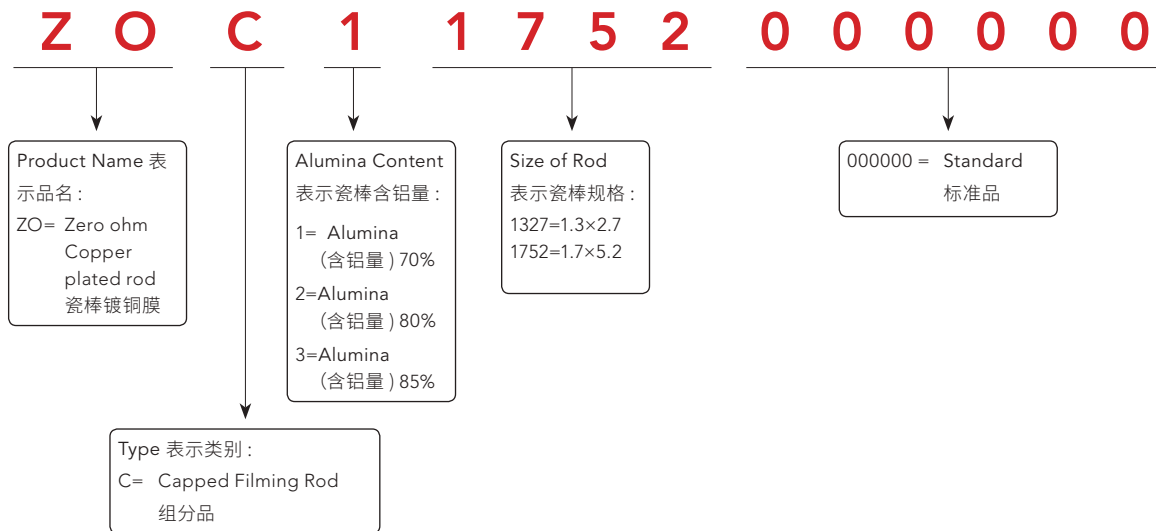 Z O C 1 1 7 5 2 0 0 0 0 0 0
Product Name 表
示品名 :
ZO= Zero ohm
Copper
plated rod
瓷棒镀铜膜
Alumina Content
表示瓷棒含铝量 :
1= Alumina
(含铝量 ) 70%
2=Alumina
(含铝量 ) 80%
3=Alumina
(含铝量 ) 85%
Size of Rod
表示瓷棒规格 :
1327=1.3×2.7
1752=1.7×5.2
000000 = Standard
标准品
Type 表示类别 :
C= Capped Filming Rod
组分品